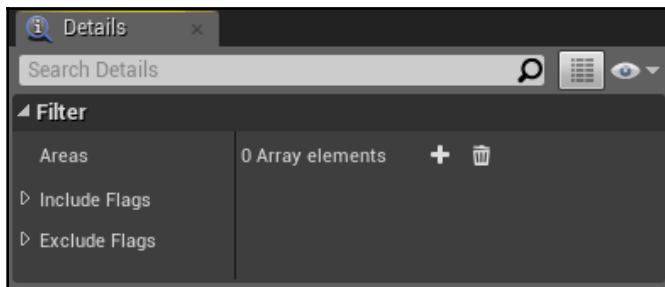 Details
Search Details
Filter
Areas 0 Array elements
Include Flags
Exclude Flags